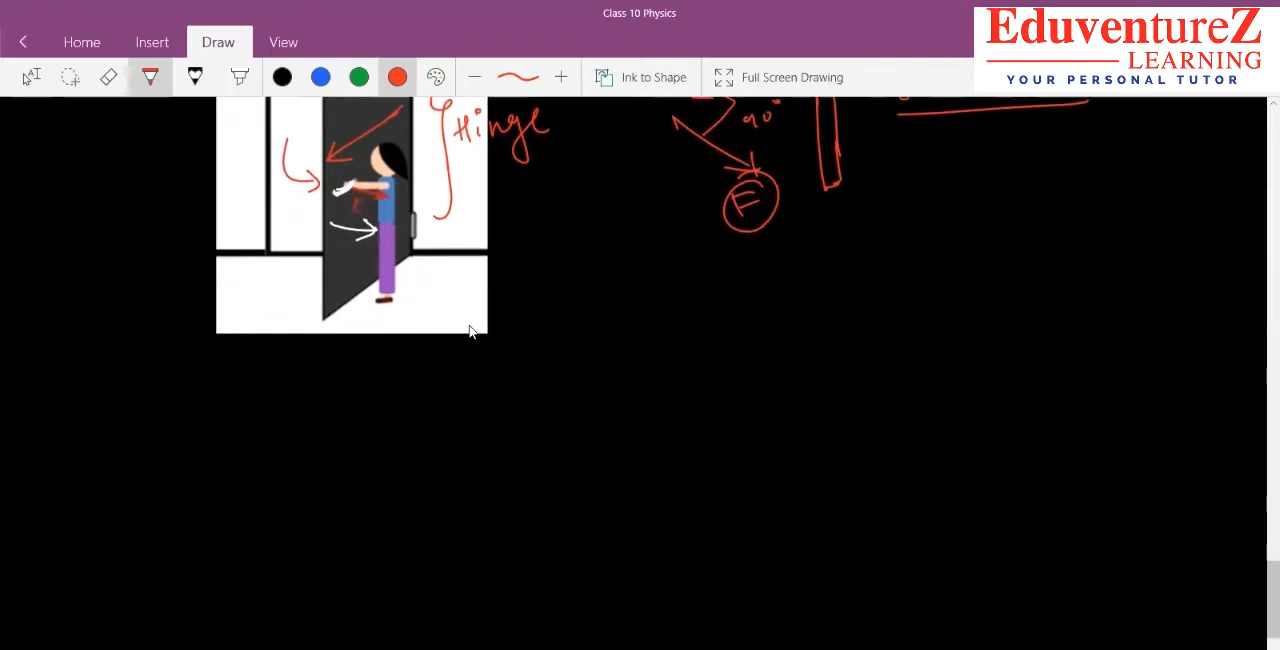 Class 10 Physics
EduventureZ
LEARNING
YOUR PERSONAL TUTOR
Home Insert Draw View
Ink to Shape Full Screen Drawing
Hinge
90°
F